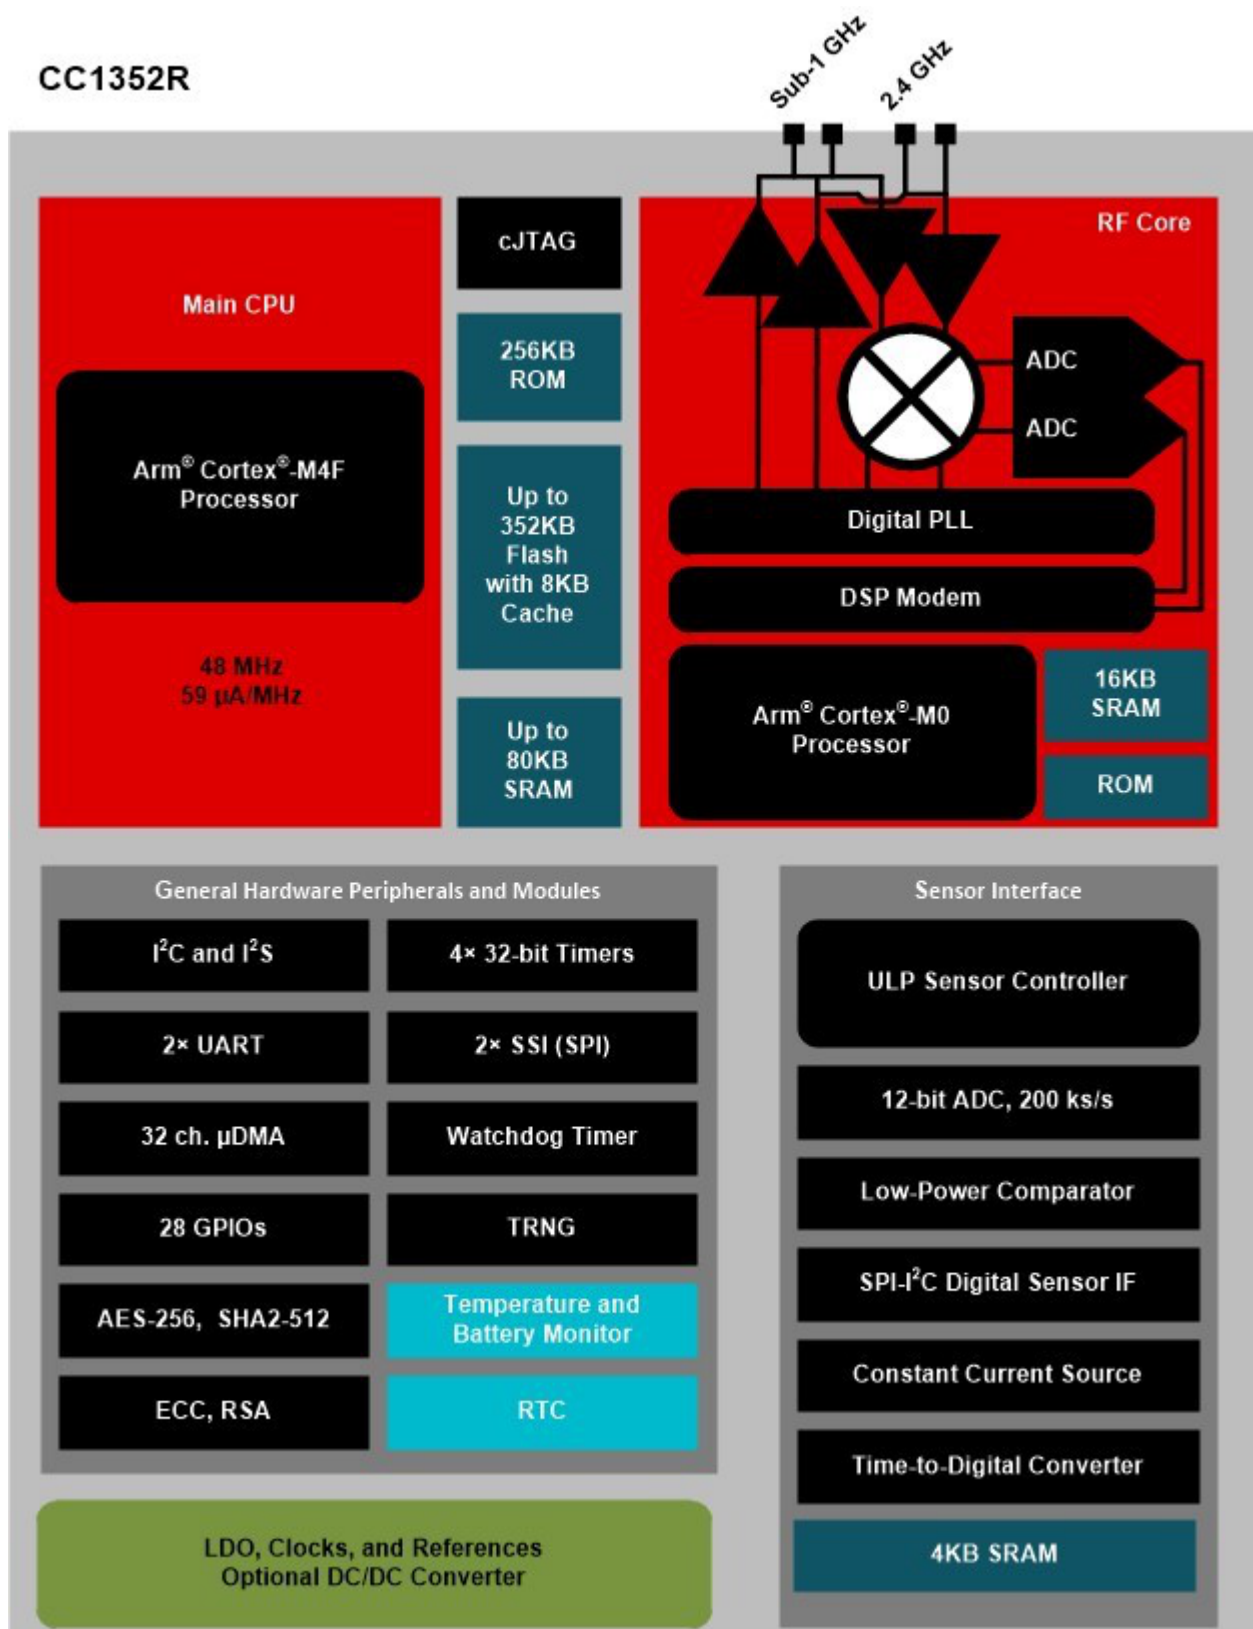 CC1352R
Sub-1 GHz
2.4 GHz
Main CPU
Arm® Cortex®-M4F
Processor
48 MHz
59 µA/MHz
cJTAG
256KB
ROM
Up to
352KB
Flash
with 8KB
Cache
Up to
80KB
SRAM
RF Core
ADC
ADC
Digital PLL
DSP Modem
Arm® Cortex®-M0
Processor
16KB
SRAM
ROM
General Hardware Peripherals and Modules
I²C and I²S
4× 32-bit Timers
2× UART
2× SSI (SPI)
32 ch. µDMA
Watchdog Timer
28 GPIOs
TRNG
AES-256, SHA2-512
Temperature and
Battery Monitor
ECC, RSA
RTC
LDO, Clocks, and References
Optional DC/DC Converter
Sensor Interface
ULP Sensor Controller
12-bit ADC, 200 ks/s
Low-Power Comparator
SPI-I²C Digital Sensor IF
Constant Current Source
Time-to-Digital Converter
4KB SRAM